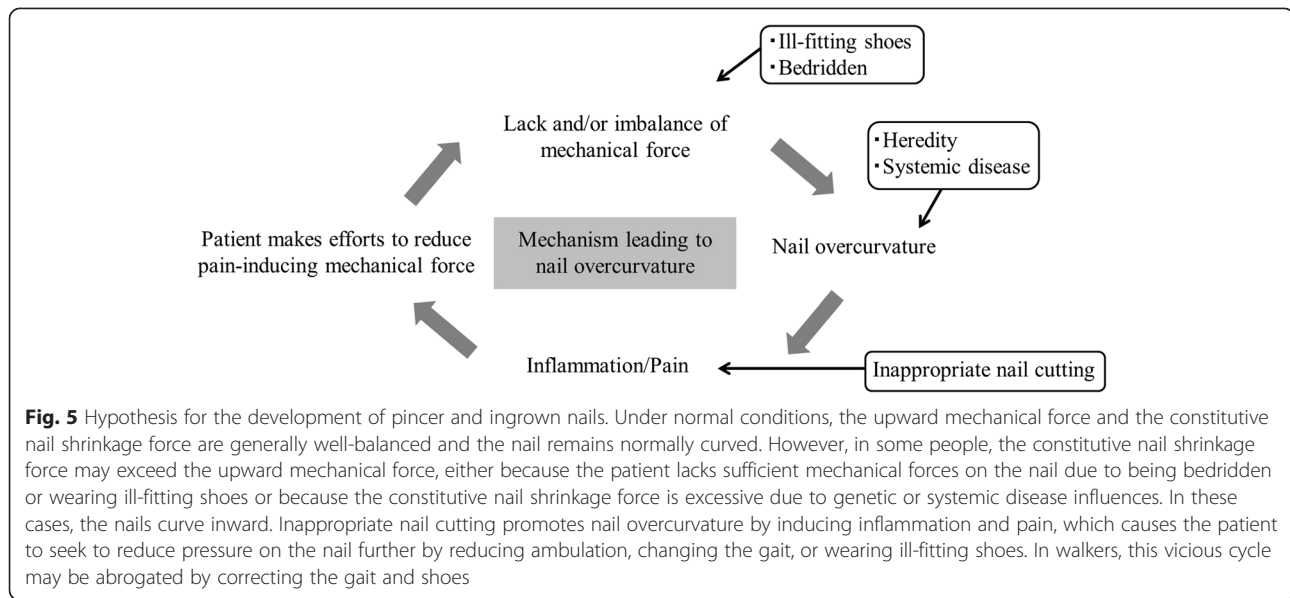 ・Ill-fitting shoes
・Bedridden
Lack and/or imbalance of
mechanical force
・Heredity
・Systemic disease
Patient makes efforts to reduce
pain-inducing mechanical force
Mechanism leading to
nail overcurvature
Nail overcurvature
Inflammation/Pain
Inappropriate nail cutting
Fig. 5 Hypothesis for the development of pincer and ingrown nails. Under normal conditions, the upward mechanical force and the constitutive
nail shrinkage force are generally well-balanced and the nail remains normally curved. However, in some people, the constitutive nail shrinkage
force may exceed the upward mechanical force, either because the patient lacks sufficient mechanical forces on the nail due to being bedridden
or wearing ill-fitting shoes or because the constitutive nail shrinkage force is excessive due to genetic or systemic disease influences. In these
cases, the nails curve inward. Inappropriate nail cutting promotes nail overcurvature by inducing inflammation and pain, which causes the patient
to seek to reduce pressure on the nail further by reducing ambulation, changing the gait, or wearing ill-fitting shoes. In walkers, this vicious cycle
may be abrogated by correcting the gait and shoes